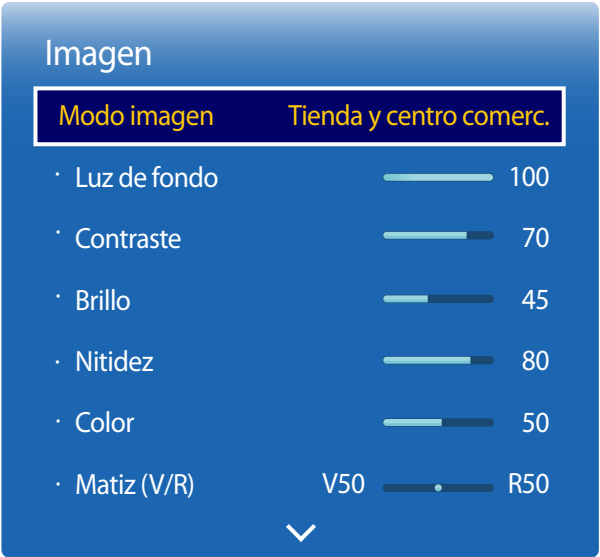 Imagen
Modo imagen Tienda y centro comerc.
· Luz de fondo 100
· Contraste 70
· Brillo 45
· Nitidez 80
· Color 50
· Matiz (V/R) V50 R50